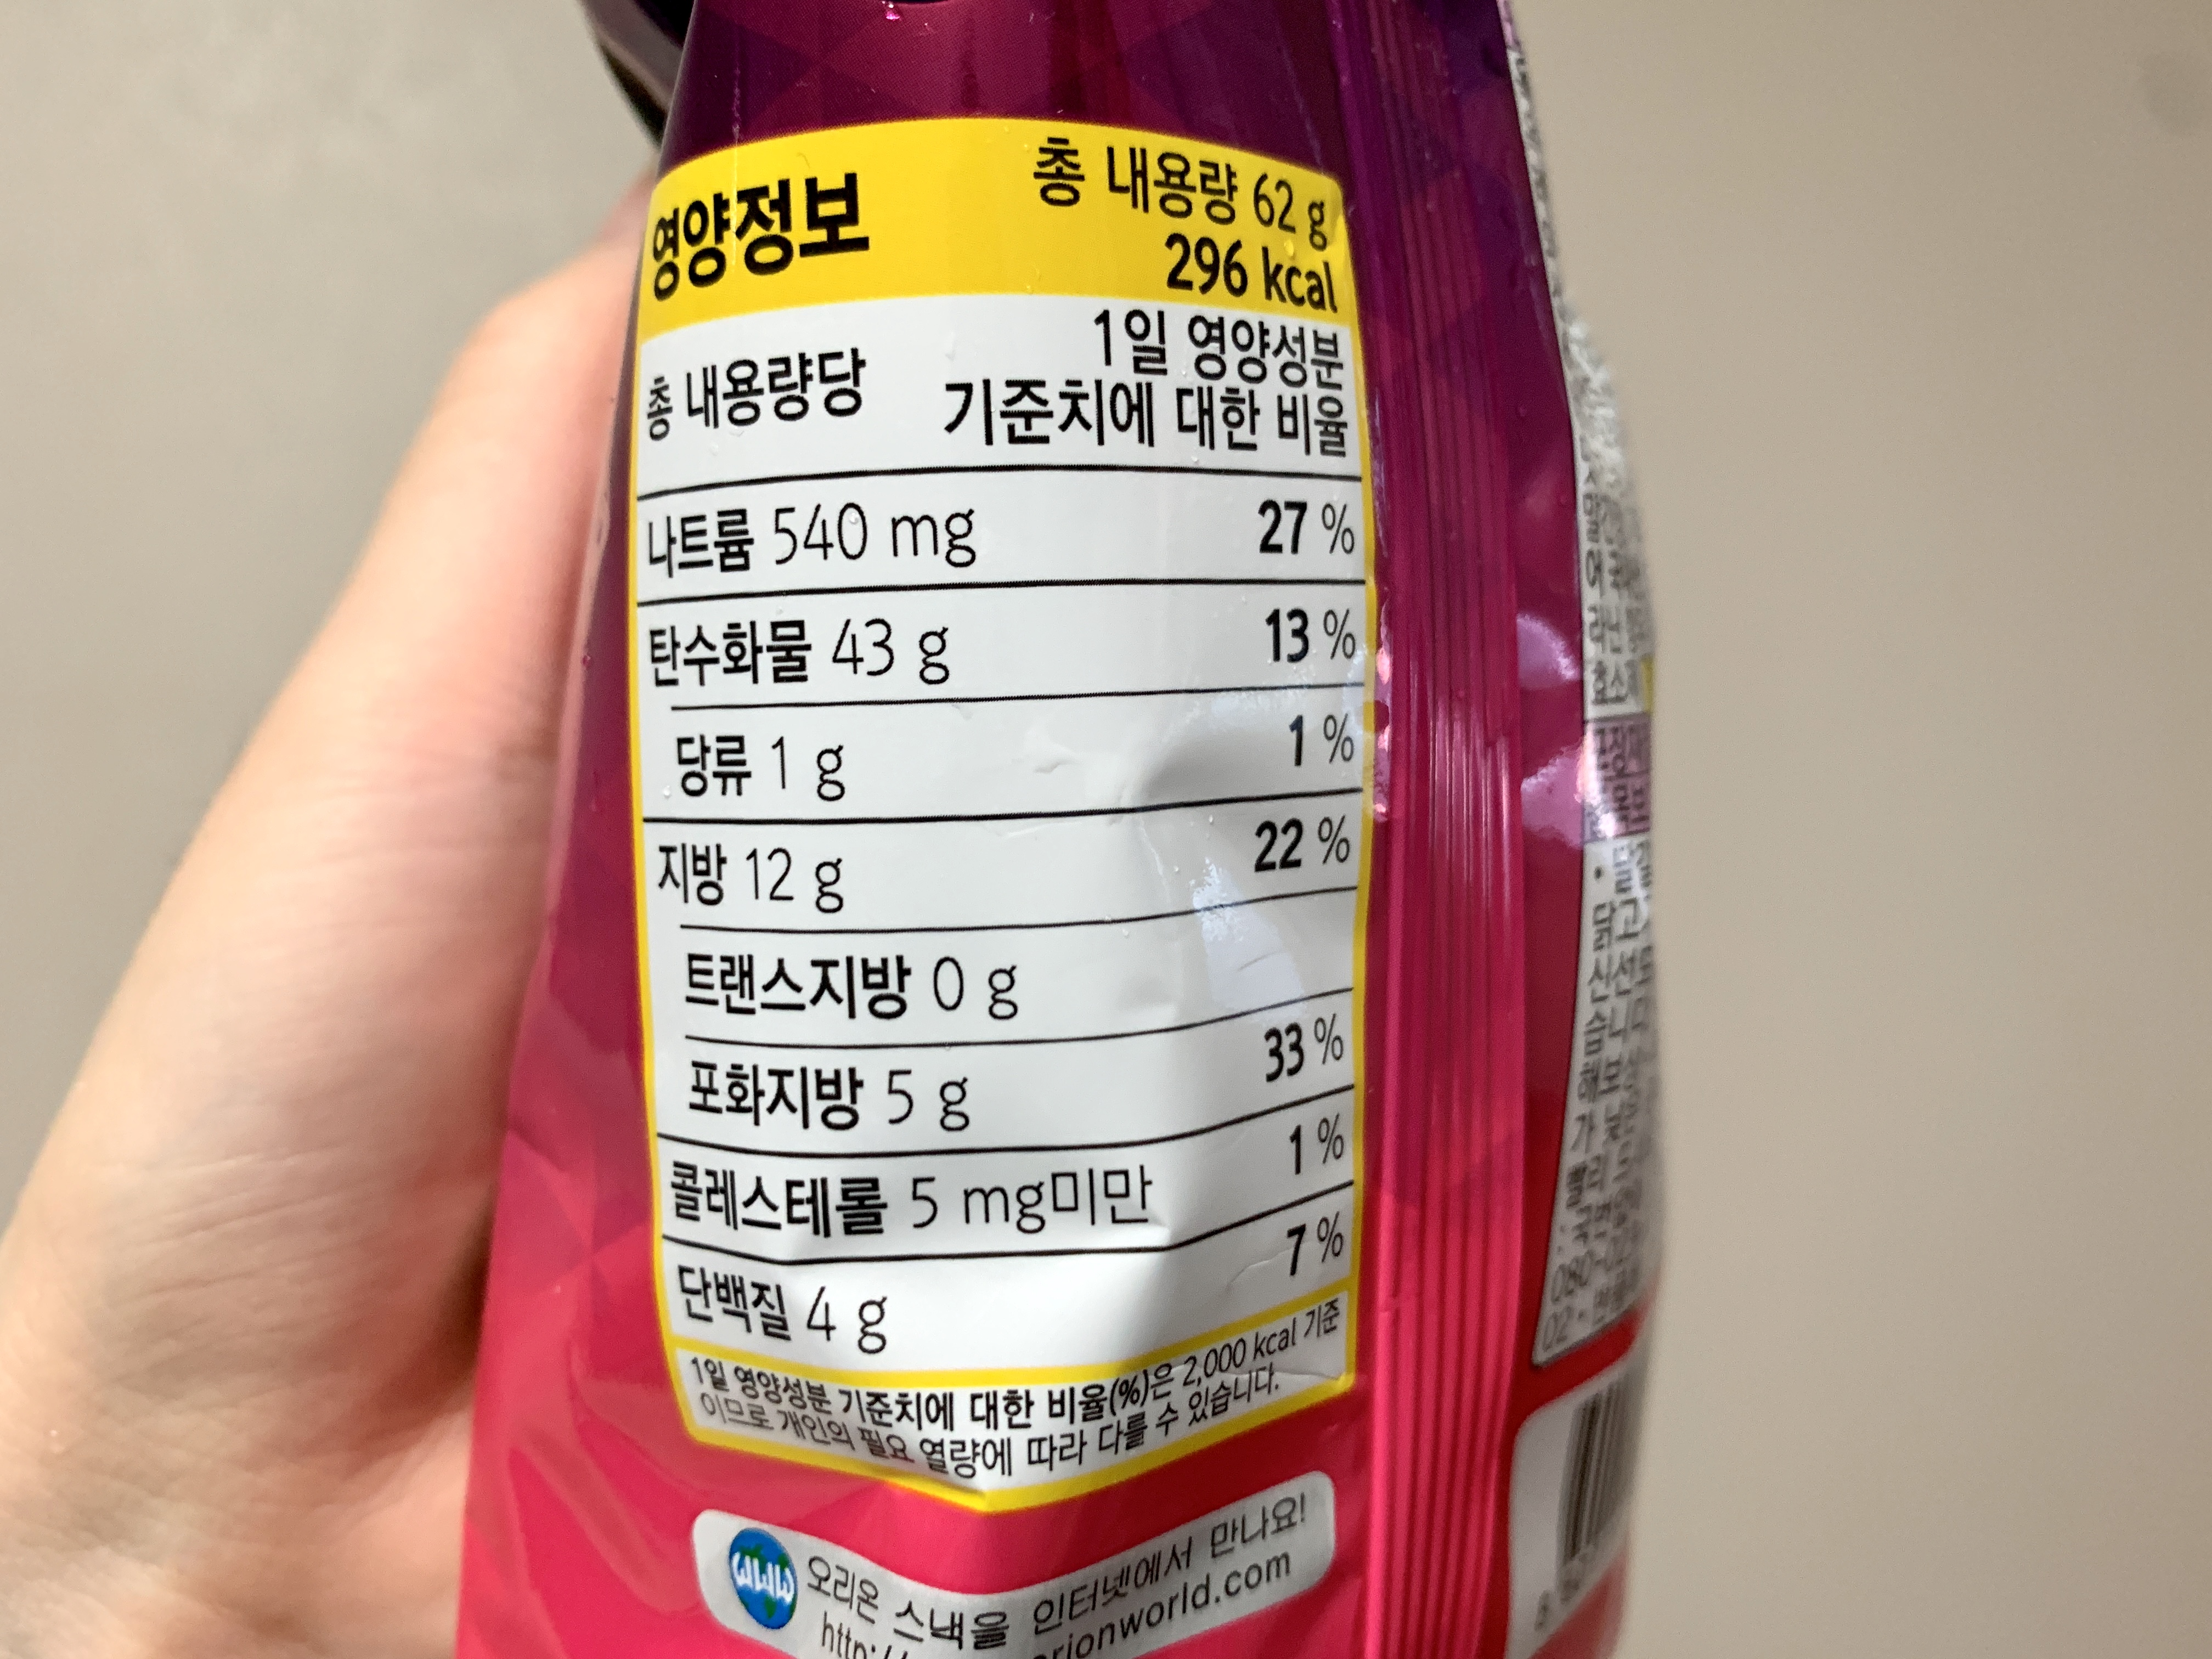 영양정보
총 내용량 62 g
296 kcal
총 내용량당
1일 영양성분
기준치에 대한 비율
나트륨 540 mg 27 %
탄수화물 43 g 13 %
당류 1 g 1 %
지방 12 g 22 %
트랜스지방 0 g
포화지방 5 g 33 %
콜레스테롤 5 mg미만 1 %
단백질 4 g 7 %
1일 영양성분 기준치에 대한 비율(%)은 2,000 kcal 기준
이므로 개인의 필요 열량에 따라 다를 수 있습니다.
www 오리온 스낵을 인터넷에서 만나요!
http:/ rionworld.com
080
02
8